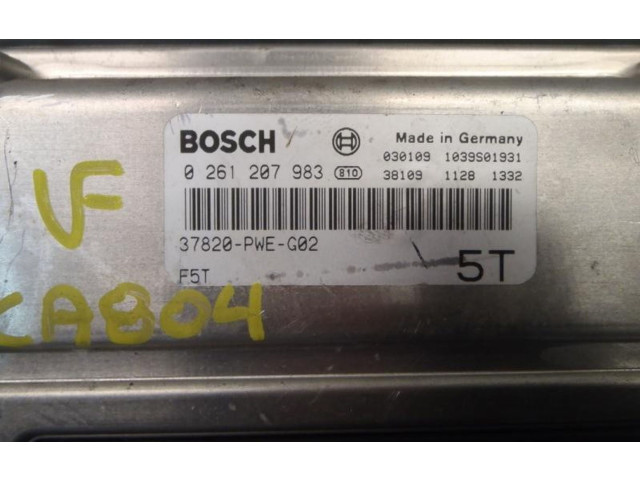 BOSCH
Made in Germany
030109 1039S01931
0 261 207 983 810
38109 1128 1332
37820-PWE-G02
F5T
5T
VF
CA804